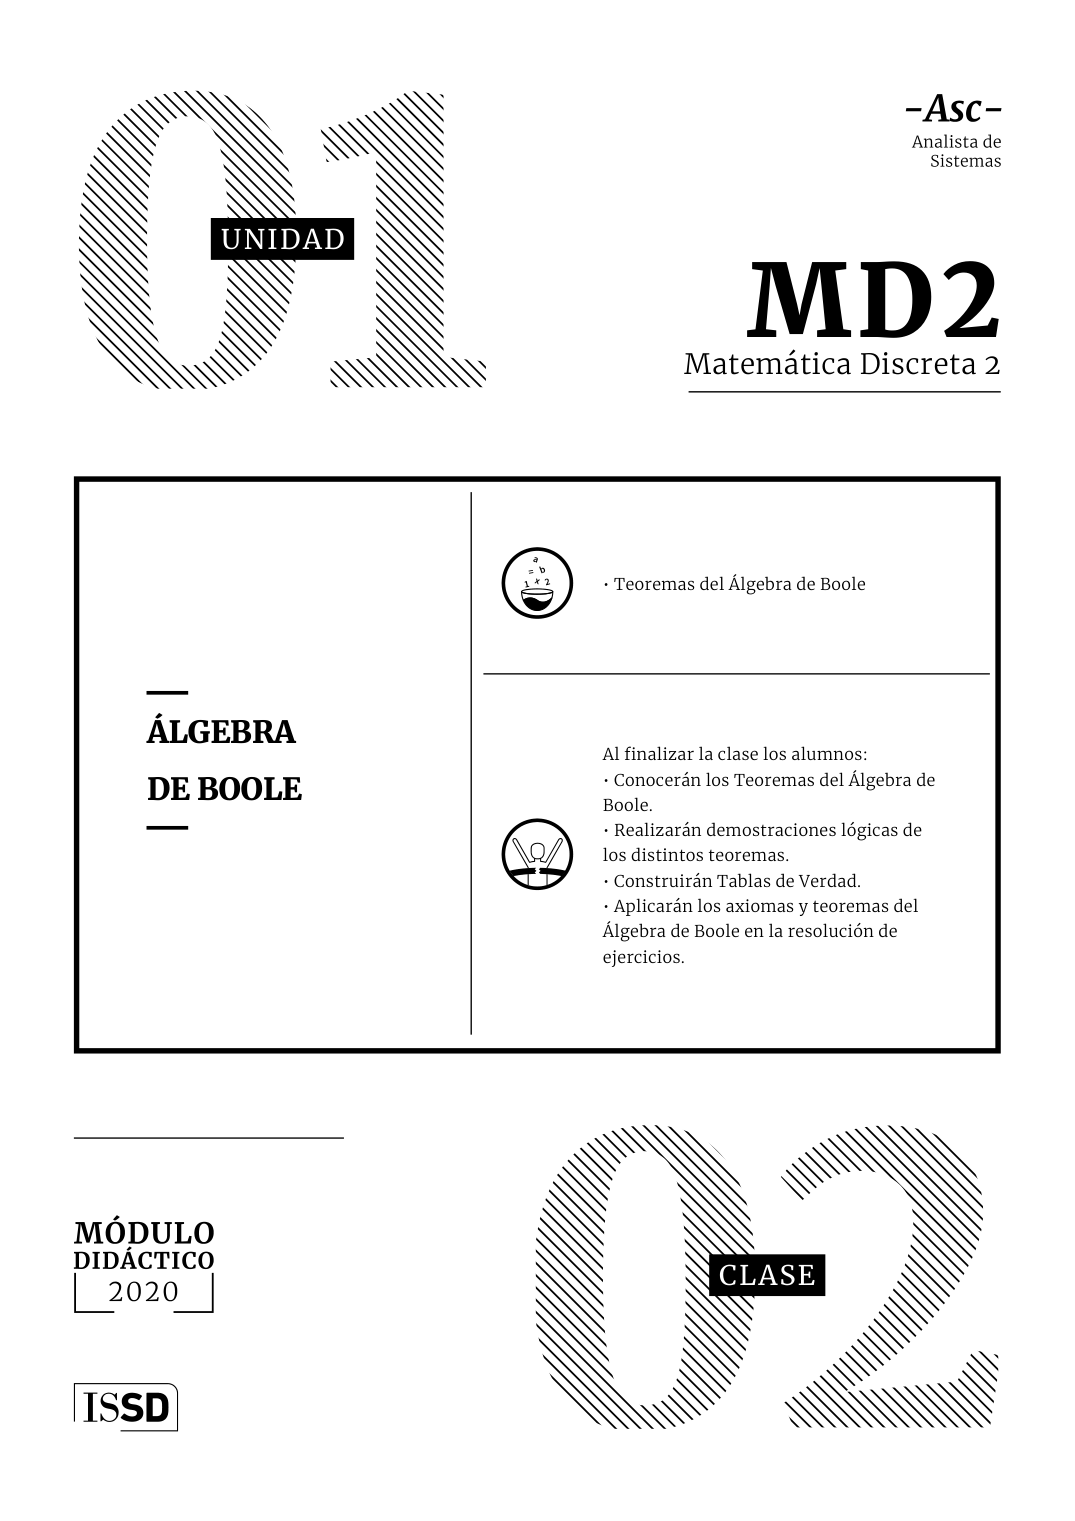 01
UNIDAD
–Asc–
Analista de
Sistemas
MD2
Matemática Discreta 2
ÁLGEBRA
DE BOOLE
a
= b
1 + 2
• Teoremas del Álgebra de Boole
Al finalizar la clase los alumnos:
• Conocerán los Teoremas del Álgebra de
Boole.
• Realizarán demostraciones lógicas de
los distintos teoremas.
• Construirán Tablas de Verdad.
• Aplicarán los axiomas y teoremas del
Álgebra de Boole en la resolución de
ejercicios.
MÓDULO
DIDÁCTICO
2020
ISSD
02
CLASE